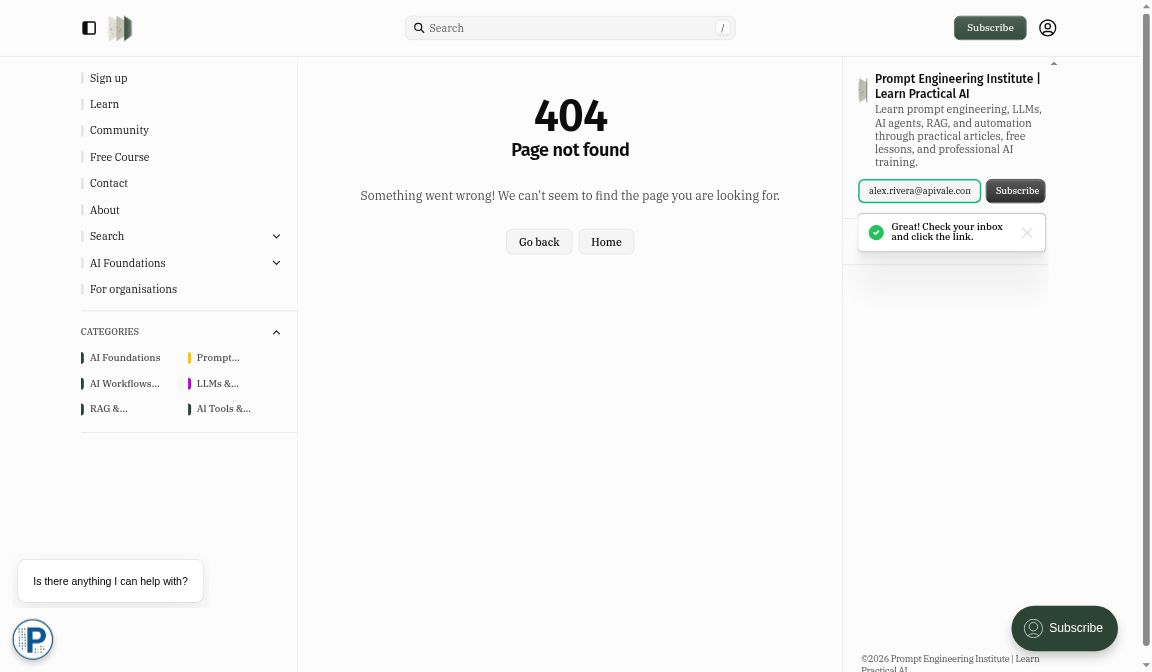 Search
/
Subscribe
Sign up
Learn
Community
Free Course
Contact
About
Search
AI Foundations
For organisations
CATEGORIES
AI Foundations
Prompt...
AI Workflows...
LLMs &...
RAG &...
AI Tools &...
404
Page not found
Something went wrong! We can't seem to find the page you are looking for.
Go back
Home
Prompt Engineering Institute |
Learn Practical AI
Learn prompt engineering, LLMs,
AI agents, RAG, and automation
through practical articles, free
lessons, and professional AI
training.
alex.rivera@apivale.com
Subscribe
Great! Check your inbox
and click the link.
Is there anything I can help with?
P
Subscribe
©2026 Prompt Engineering Institute | Learn
Practical AI